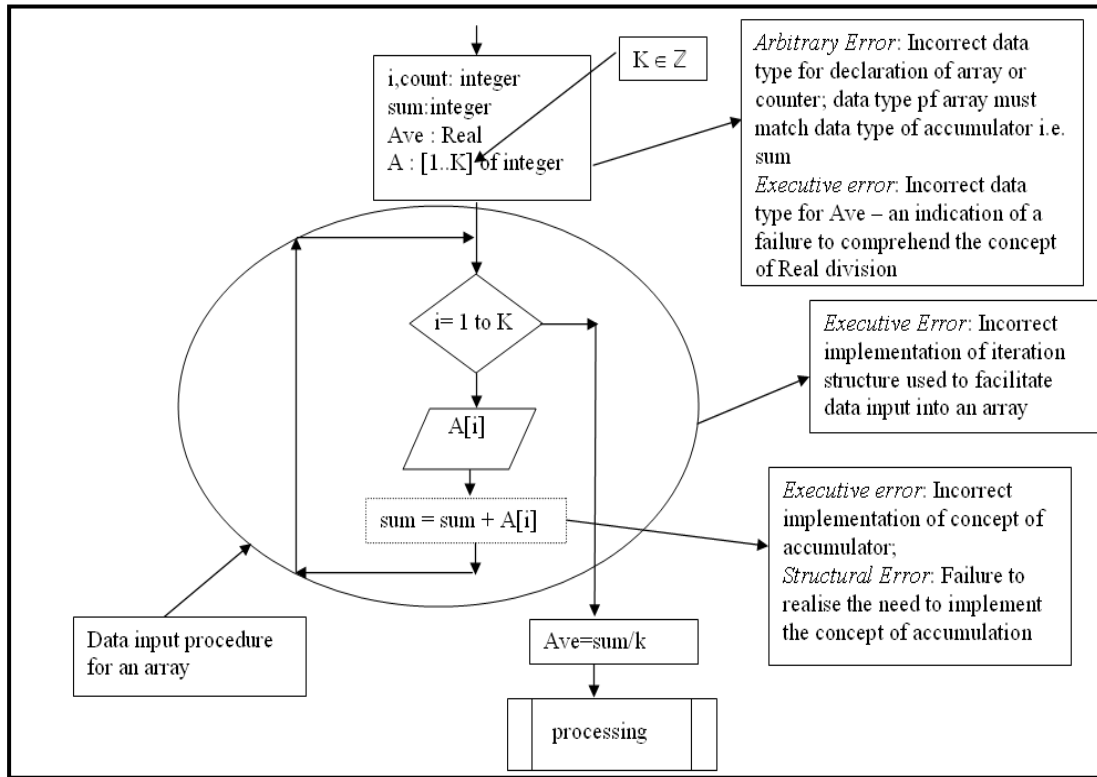 i,count: integer
sum:integer
Ave : Real
A : [1..K] of integer
K ∈ ℤ
Arbitrary Error: Incorrect data
type for declaration of array or
counter; data type pf array must
match data type of accumulator i.e.
sum
Executive error: Incorrect data
type for Ave – an indication of a
failure to comprehend the concept
of Real division
i= 1 to K
Executive Error: Incorrect
implementation of iteration
structure used to facilitate
data input into an array
A[i]
sum = sum + A[i]
Executive error: Incorrect
implementation of concept of
accumulator;
Structural Error: Failure to
realise the need to implement
the concept of accumulation
Data input procedure
for an array
Ave=sum/k
processing